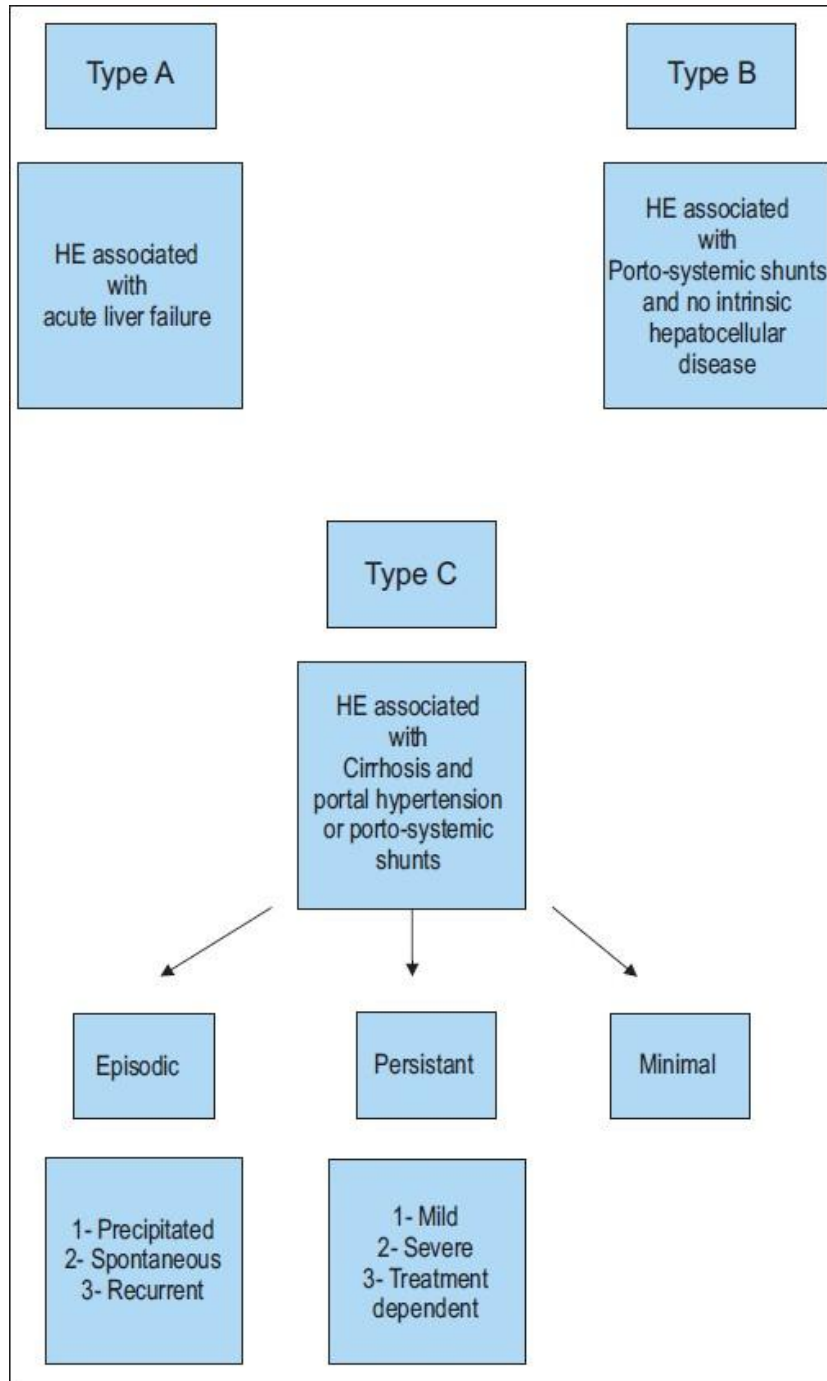 Type A
Type B
HE associated
with
acute liver failure
HE associated
with
Porto-systemic shunts
and no intrinsic
hepatocellular
disease
Type C
HE associated
with
Cirrhosis and
portal hypertension
or porto-systemic
shunts
Episodic
Persistant
Minimal
1- Precipitated
2- Spontaneous
3- Recurrent
1- Mild
2- Severe
3- Treatment
dependent